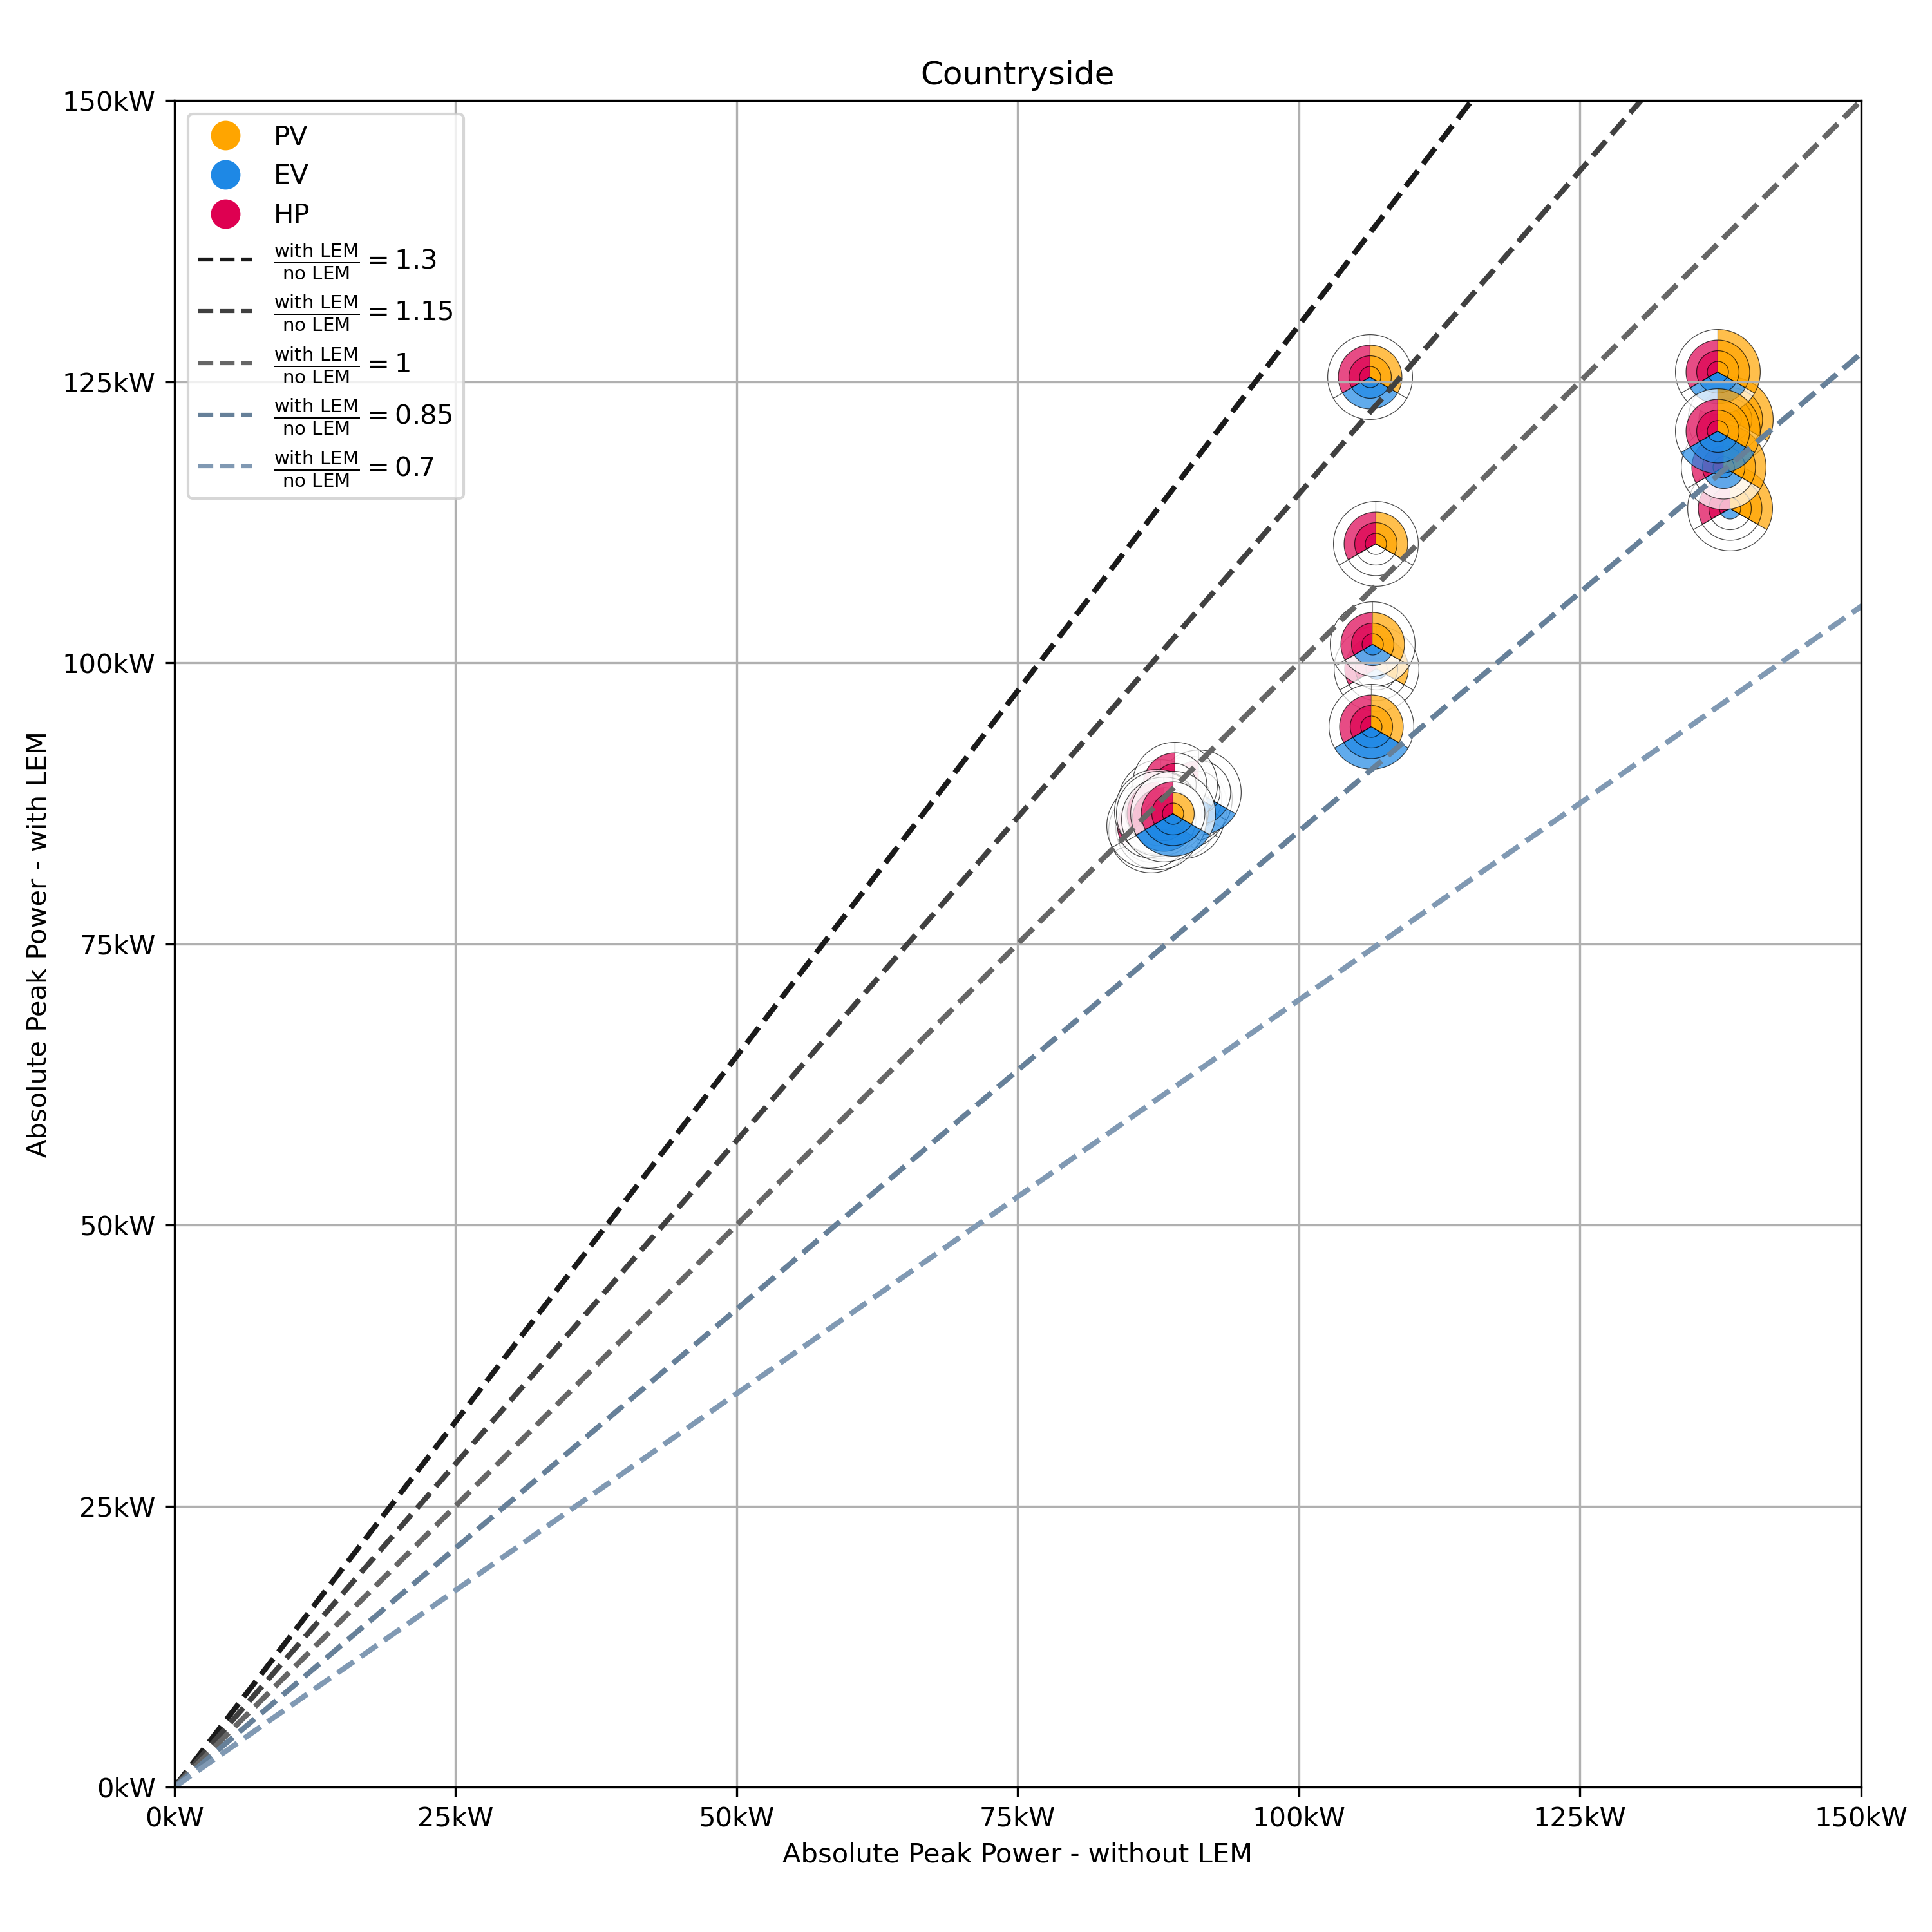 Countryside
150kW
125kW
100kW
75kW
50kW
25kW
0kW
Absolute Peak Power - with LEM
PV
EV
HP
with LEM / no LEM = 1.3
with LEM / no LEM = 1.15
with LEM / no LEM = 1
with LEM / no LEM = 0.85
with LEM / no LEM = 0.7
0kW 25kW 50kW 75kW 100kW 125kW 150kW
Absolute Peak Power - without LEM